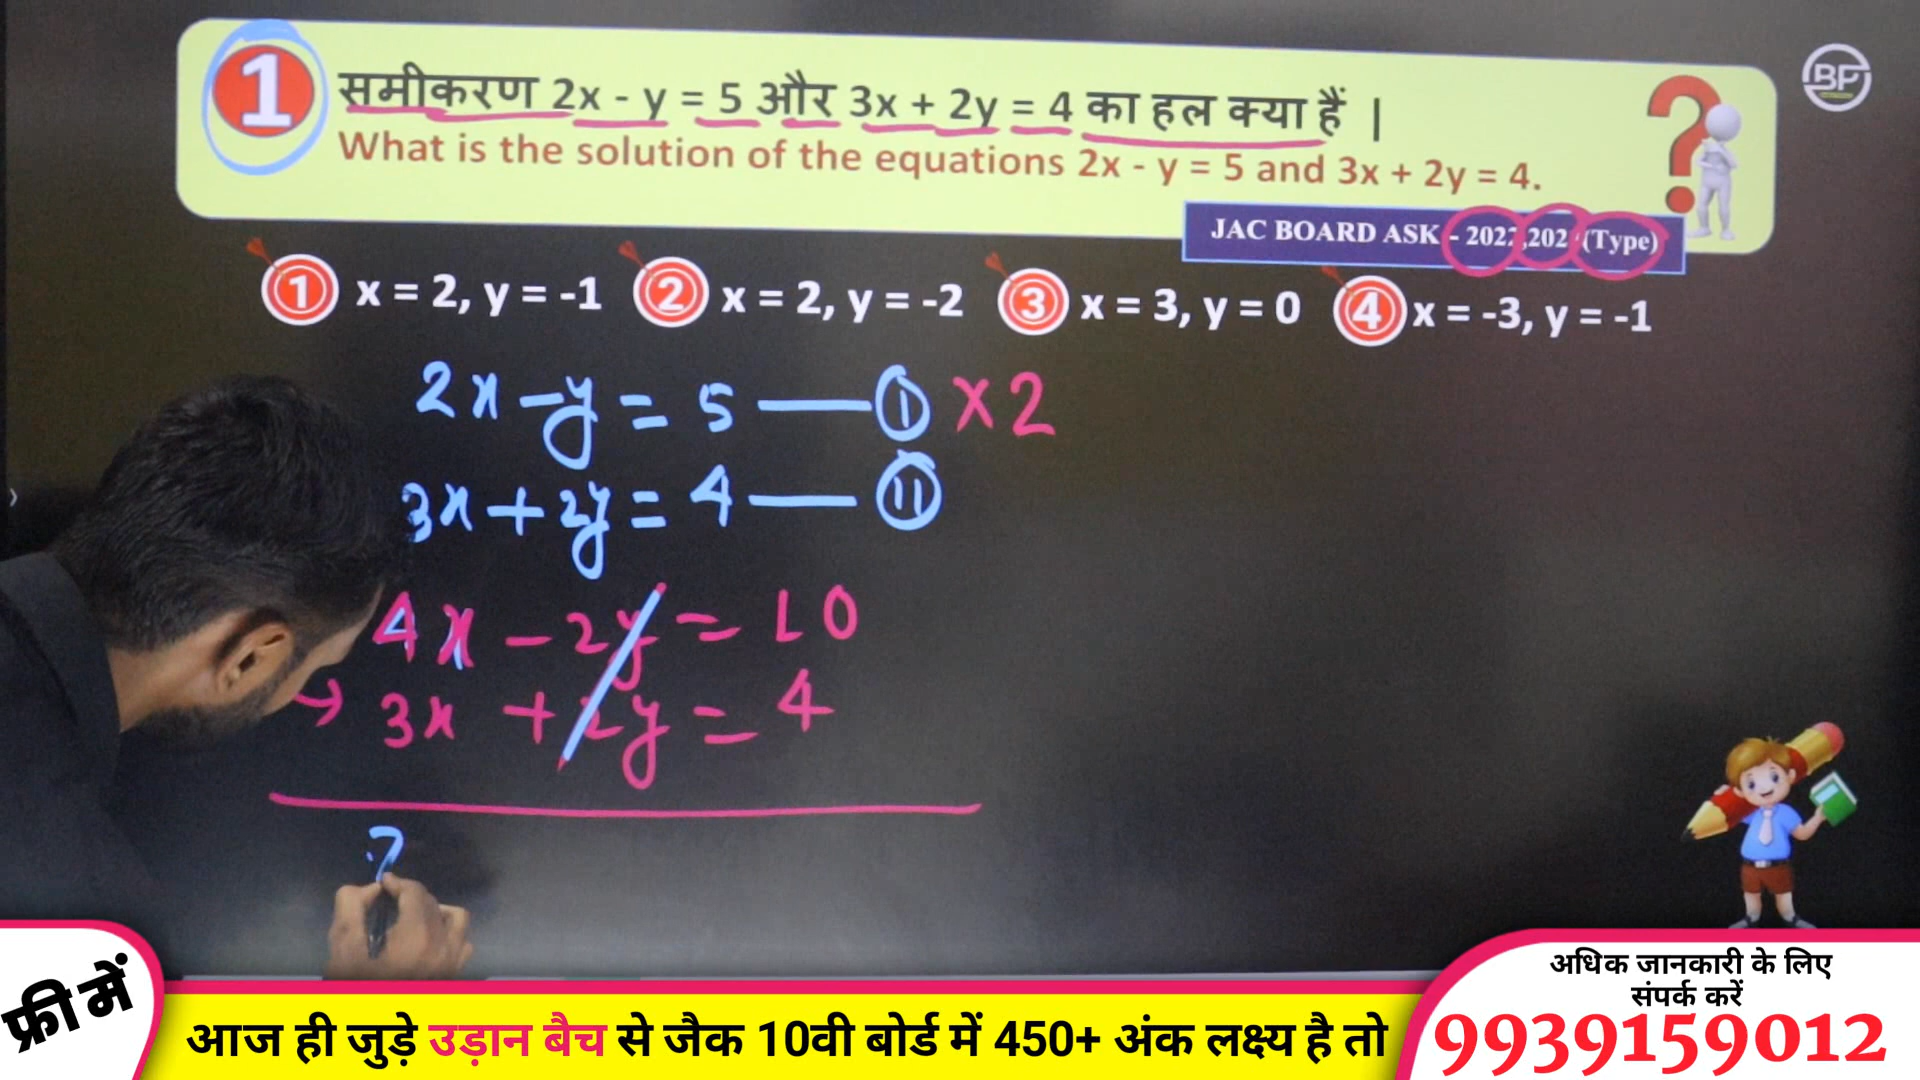 1
समीकरण 2x - y = 5 और 3x + 2y = 4 का हल क्या हैं |
What is the solution of the equations 2x - y = 5 and 3x + 2y = 4.
BP
JAC BOARD ASK - 2022,202 (Type)
1 x = 2, y = -1 2 x = 2, y = -2 3 x = 3, y = 0 4 x = -3, y = -1
2x - y = 5 — 1 × 2
3x + 2y = 4 — 11
4x - 2y = 10
→ 3x + 2y = 4
7
फ्री में
आज ही जुड़े उड़ान बैच से जैक 10वी बोर्ड में 450+ अंक लक्ष्य है तो
अधिक जानकारी के लिए
संपर्क करें
9939159012